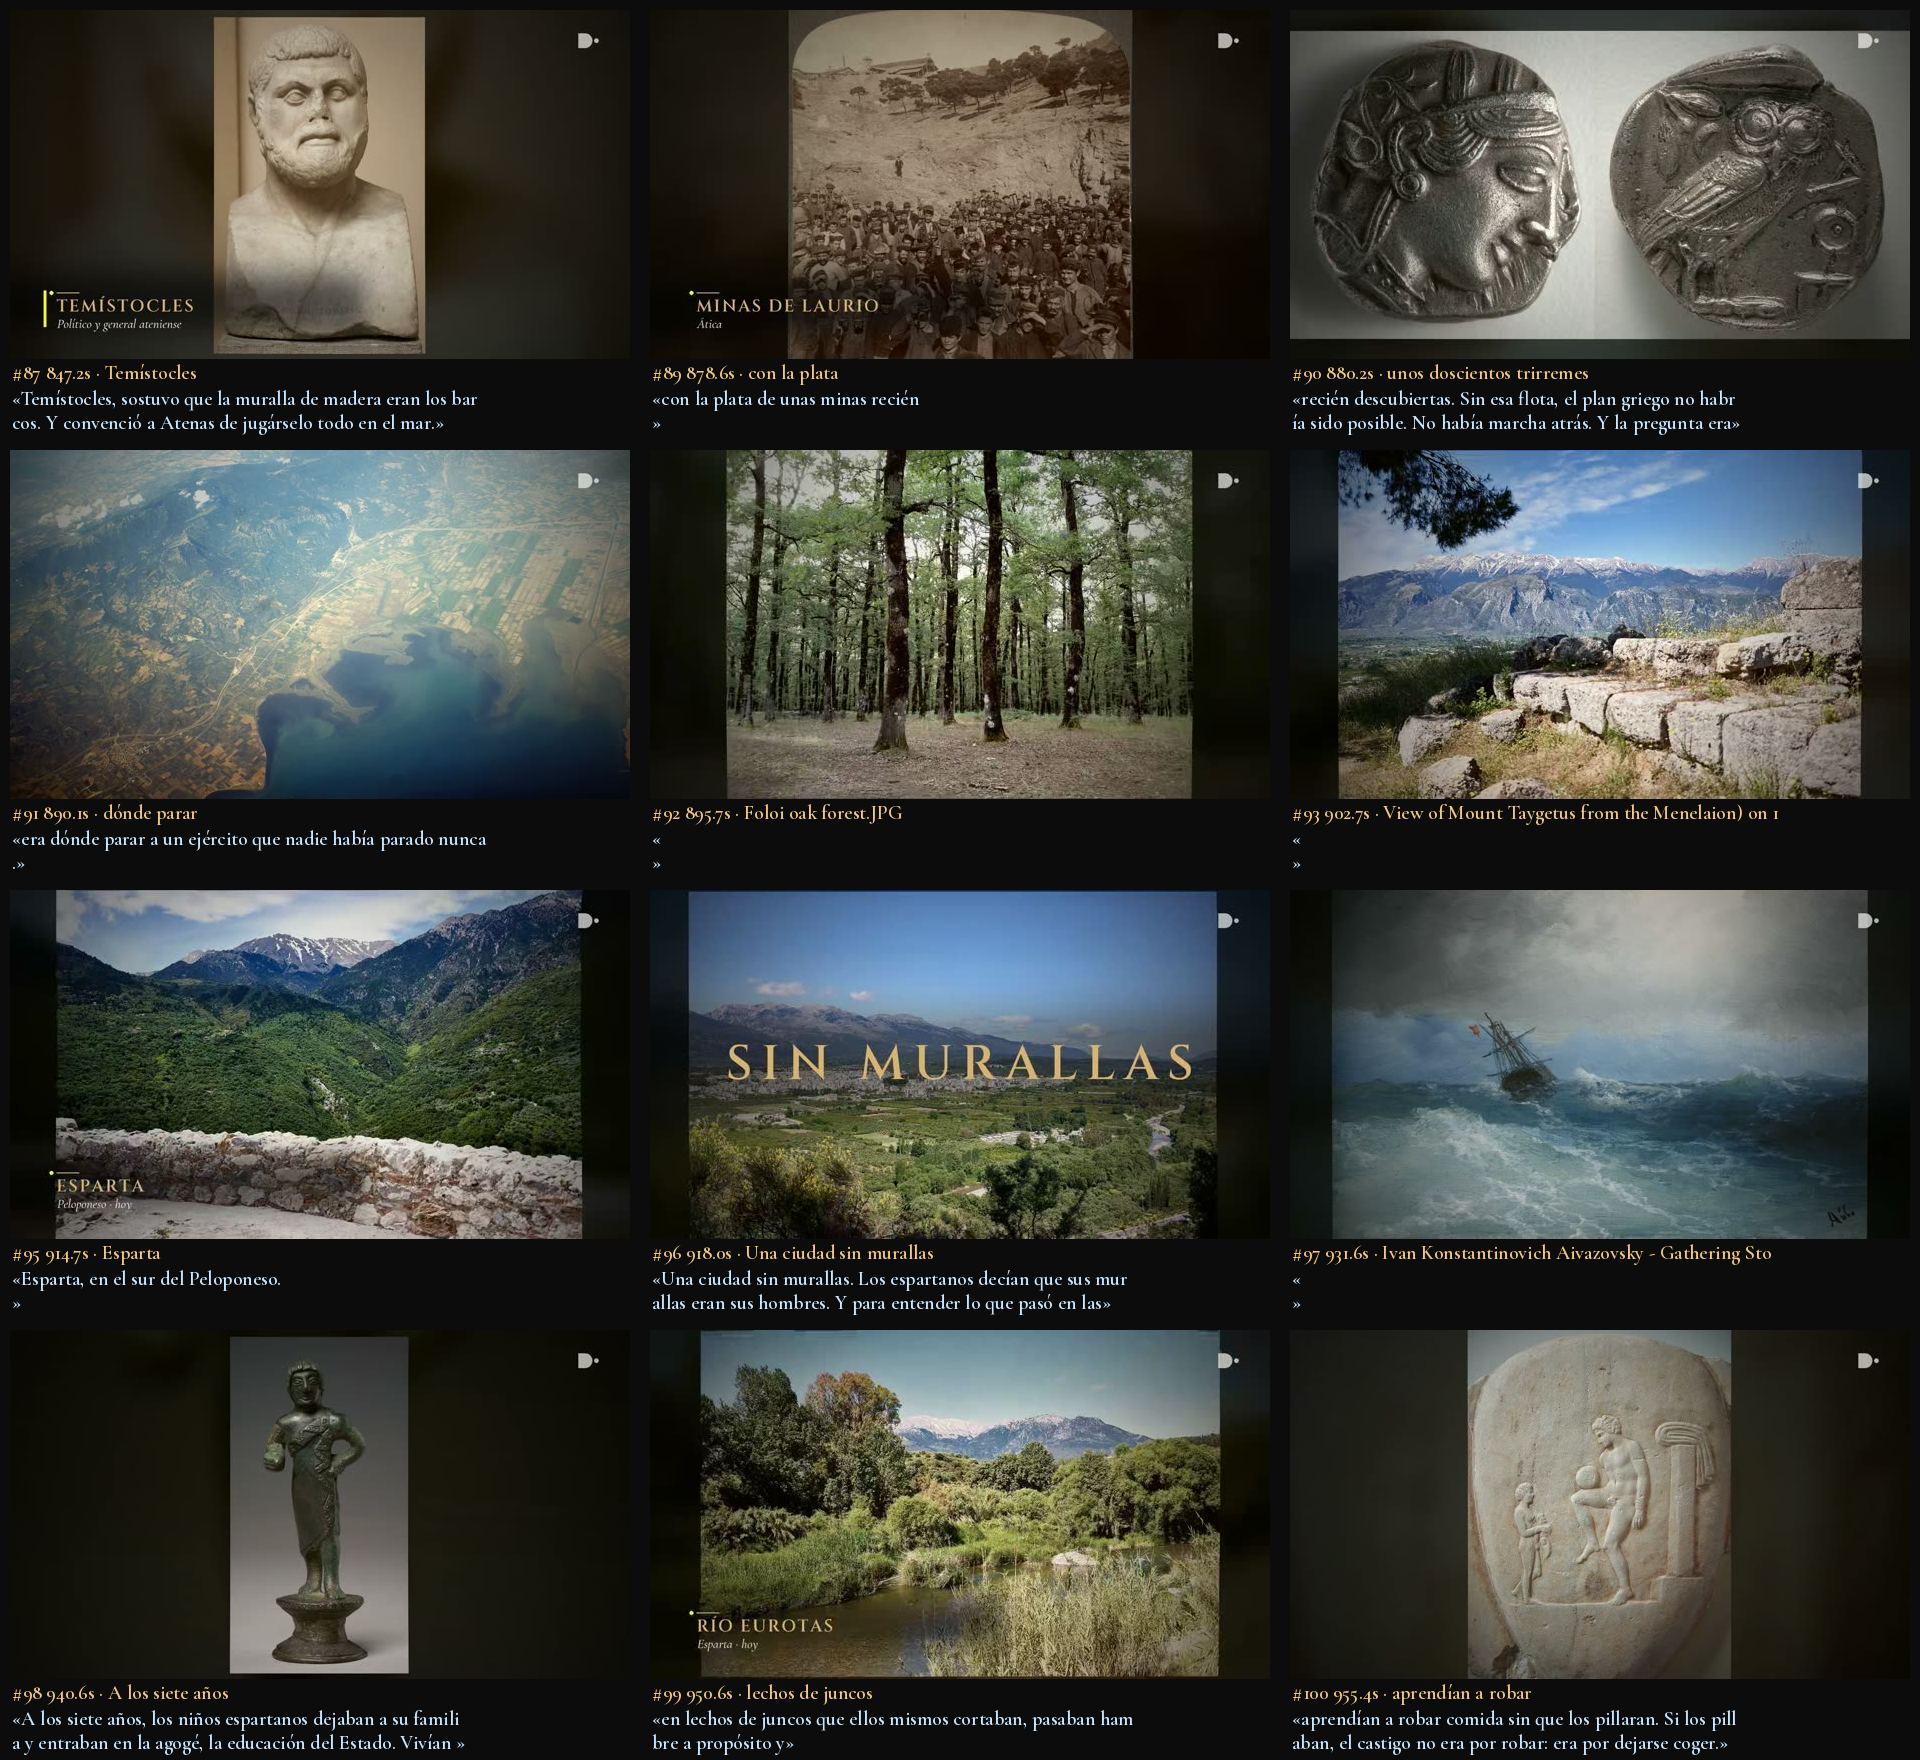 TEMÍSTOCLES
Político y general ateniense
#87 847.2s · Temístocles
«Temístocles, sostuvo que la muralla de madera eran los bar
cos. Y convenció a Atenas de jugárselo todo en el mar.»
MINAS DE LAURIO
Ática
#89 878.6s · con la plata
«con la plata de unas minas recién
»
#90 880.2s · unos doscientos trirremes
«recién descubiertas. Sin esa flota, el plan griego no habr
ía sido posible. No había marcha atrás. Y la pregunta era»
#91 890.1s · dónde parar
«era dónde parar a un ejército que nadie había parado nunca
.»
#92 895.7s · Foloi oak forest.JPG
«
»
#93 902.7s · View of Mount Taygetus from the Menelaion) on 1
«
»
ESPARTA
Peloponeso · hoy
#95 914.7s · Esparta
«Esparta, en el sur del Peloponeso.
»
SIN MURALLAS
#96 918.0s · Una ciudad sin murallas
«Una ciudad sin murallas. Los espartanos decían que sus mur
allas eran sus hombres. Y para entender lo que pasó en las»
#97 931.6s · Ivan Konstantinovich Aivazovsky - Gathering Sto
«
»
#98 940.6s · A los siete años
«A los siete años, los niños espartanos dejaban a su famili
a y entraban en la agogé, la educación del Estado. Vivían »
RÍO EUROTAS
Esparta · hoy
#99 950.6s · lechos de juncos
«en lechos de juncos que ellos mismos cortaban, pasaban ham
bre a propósito y»
#100 955.4s · aprendían a robar
«aprendían a robar comida sin que los pillaran. Si los pill
aban, el castigo no era por robar: era por dejarse coger.»